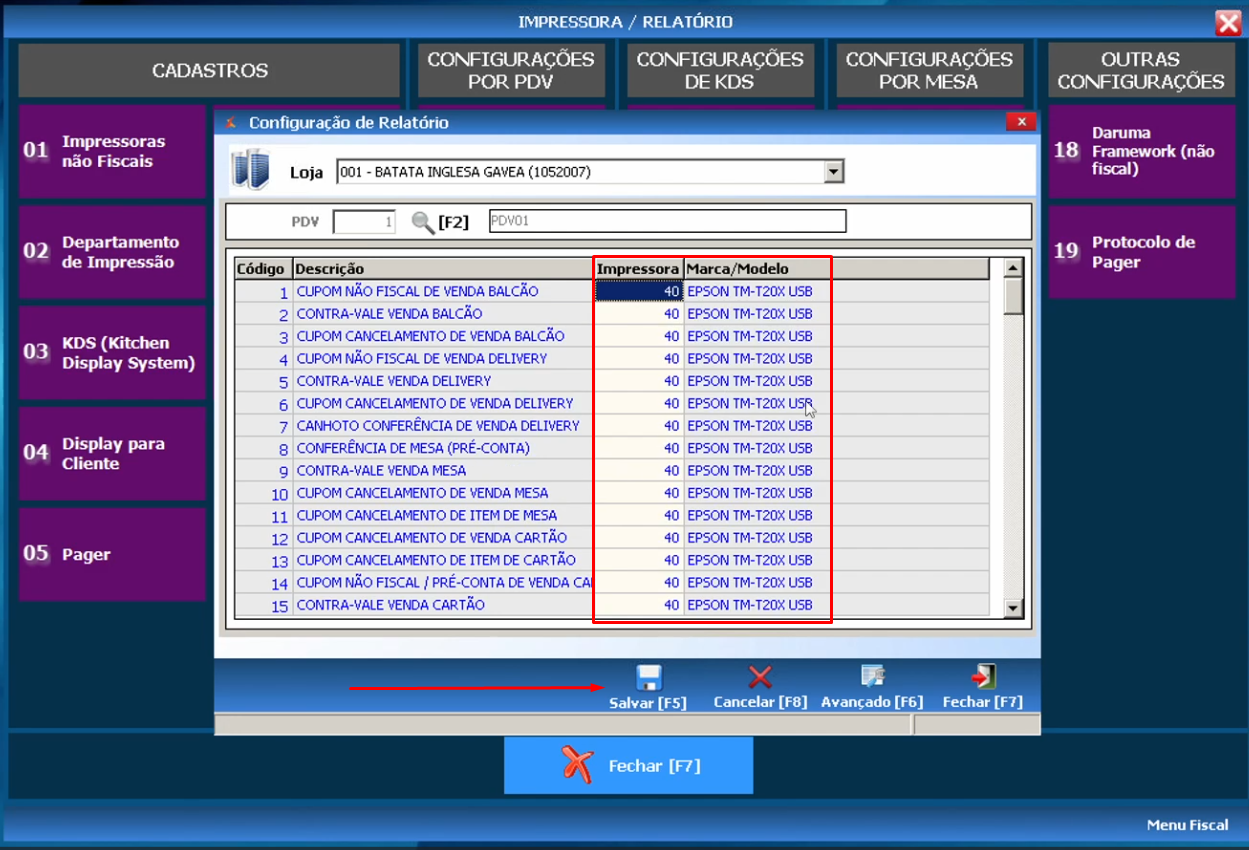 IMPRESSORA / RELATÓRIO
CADASTROS
CONFIGURAÇÕES
POR PDV
CONFIGURAÇÕES
DE KDS
CONFIGURAÇÕES
POR MESA
OUTRAS
CONFIGURAÇÕES
01 Impressoras
não Fiscais
02 Departamento
de Impressão
03 KDS (Kitchen
Display System)
04 Display para
Cliente
05 Pager
18 Daruma
Framework (não
fiscal)
19 Protocolo de
Pager
Configuração de Relatório
Loja 001 - BATATA INGLESA GAVEA (1052007)
PDV 1 [F2] PDV01
Código Descrição Impressora Marca/Modelo
1 CUPOM NÃO FISCAL DE VENDA BALCÃO 40 EPSON TM-T20X USB
2 CONTRA-VALE VENDA BALCÃO 40 EPSON TM-T20X USB
3 CUPOM CANCELAMENTO DE VENDA BALCÃO 40 EPSON TM-T20X USB
4 CUPOM NÃO FISCAL DE VENDA DELIVERY 40 EPSON TM-T20X USB
5 CONTRA-VALE VENDA DELIVERY 40 EPSON TM-T20X USB
6 CUPOM CANCELAMENTO DE VENDA DELIVERY 40 EPSON TM-T20X USB
7 CANHOTO CONFERÊNCIA DE VENDA DELIVERY 40 EPSON TM-T20X USB
8 CONFERÊNCIA DE MESA (PRÉ-CONTA) 40 EPSON TM-T20X USB
9 CONTRA-VALE VENDA MESA 40 EPSON TM-T20X USB
10 CUPOM CANCELAMENTO DE VENDA MESA 40 EPSON TM-T20X USB
11 CUPOM CANCELAMENTO DE ITEM DE MESA 40 EPSON TM-T20X USB
12 CUPOM CANCELAMENTO DE VENDA CARTÃO 40 EPSON TM-T20X USB
13 CUPOM CANCELAMENTO DE ITEM DE CARTÃO 40 EPSON TM-T20X USB
14 CUPOM NÃO FISCAL / PRÉ-CONTA DE VENDA CA 40 EPSON TM-T20X USB
15 CONTRA-VALE VENDA CARTÃO 40 EPSON TM-T20X USB
Salvar [F5] Cancelar [F8] Avançado [F6] Fechar [F7]
Fechar [F7]
Menu Fiscal